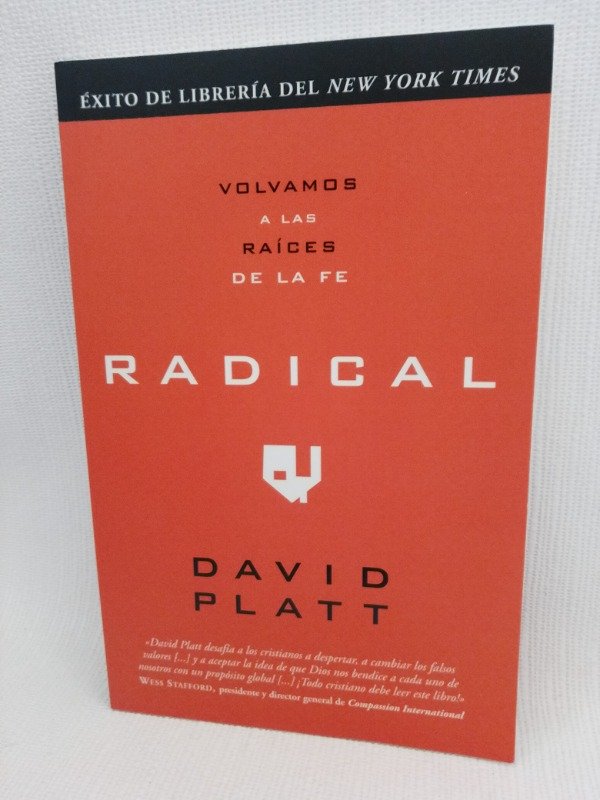 ÉXITO DE LIBRERÍA DEL NEW YORK TIMES
VOLVAMOS
A LAS
RAÍCES
DE LA FE
RADICAL
DAVID
PLATT
«David Platt desafía a los cristianos a despertar, a cambiar los falsos
valores [...] y a aceptar la idea de que Dios nos bendice a cada uno de
nosotros con un propósito global [...] ¡Todo cristiano debe leer este libro!»
WESS STAFFORD, presidente y director general de Compassion International